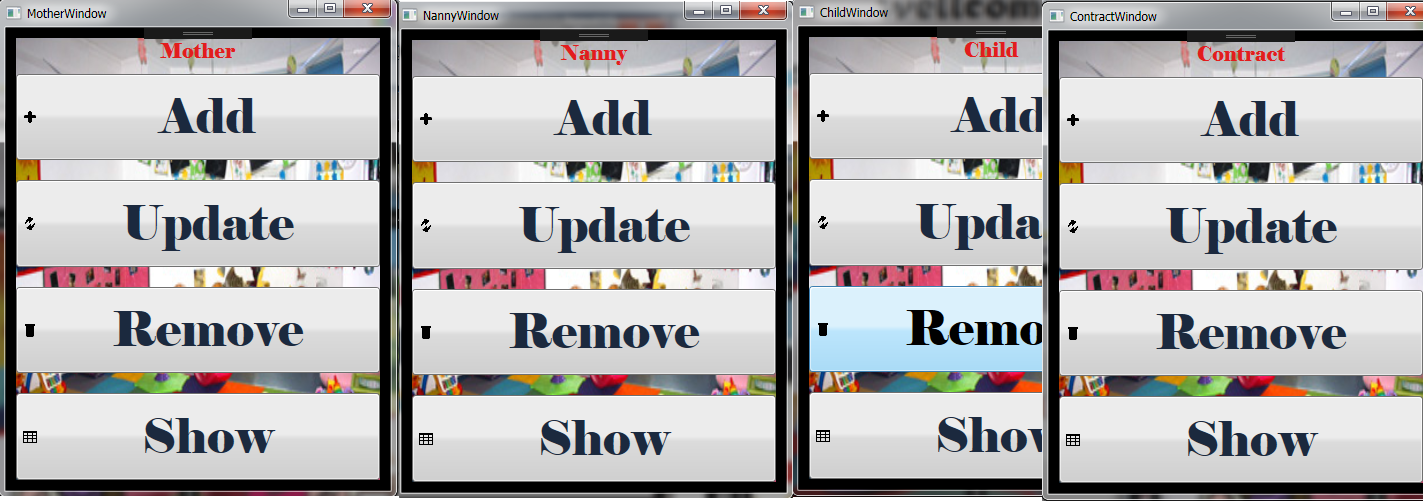 MotherWindow
Mother
Add
Update
Remove
Show
NannyWindow
Nanny
Add
Update
Remove
Show
ChildWindow
Child
Add
Upda
Remo
Sho
ContractWindow
Contract
Add
Update
Remove
Show